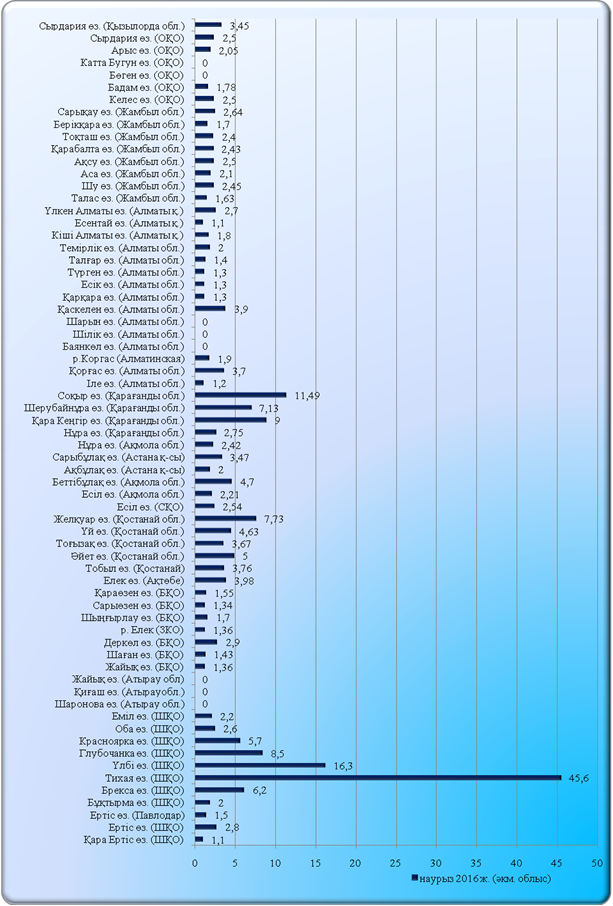 Сырдария өз. (Қызылорда обл.) 3,45
Сырдария өз. (ОҚО) 2,5
Арыс өз. (ОҚО) 2,05
Катта Бугун өз. (ОҚО) 0
Бөген өз. (ОҚО) 0
Бадам өз. (ОҚО) 1,78
Келес өз. (ОҚО) 2,5
Сарықау өз. (Жамбыл обл.) 2,64
Беріққара өз. (Жамбыл обл.) 1,7
Тоқташ өз. (Жамбыл обл.) 2,4
Қарабалта өз. (Жамбыл обл.) 2,43
Ақсу өз. (Жамбыл обл.) 2,5
Аса өз. (Жамбыл обл.) 2,1
Шу өз. (Жамбыл обл.) 2,45
Талас өз. (Жамбыл обл.) 1,63
Үлкен Алматы өз. (Алматы қ.) 2,7
Есентай өз. (Алматы қ.) 1,1
Кіші Алматы өз. (Алматы қ.) 1,8
Темірлік өз. (Алматы обл.) 2
Талғар өз. (Алматы обл.) 1,4
Түрген өз. (Алматы обл.) 1,3
Есік өз. (Алматы обл.) 1,3
Қарқара өз. (Алматы обл.) 1,3
Қаскелен өз. (Алматы обл.) 3,9
Шарын өз. (Алматы обл.) 0
Шілік өз. (Алматы обл.) 0
Баянкөл өз. (Алматы обл.) 0
р.Коргас (Алматинская) 1,9
Қорғас өз. (Алматы обл.) 3,7
Іле өз. (Алматы обл.) 1,2
Соқыр өз. (Қарағанды обл.) 11,49
Шерубайнұра өз. (Қарағанды обл.) 7,13
Қара Кеңгір өз. (Қарағанды обл.) 9
Нұра өз. (Қарағанды обл.) 2,75
Нұра өз. (Ақмола обл.) 2,42
Сарыбұлақ өз. (Астана қ-сы) 3,47
Ақбұлақ өз. (Астана қ-сы) 2
Беттібұлақ өз. (Ақмола обл.) 4,7
Есіл өз. (Ақмола обл.) 2,21
Есіл өз. (СҚО) 2,54
Желқуар өз. (Қостанай обл.) 7,73
Үй өз. (Қостанай обл.) 4,63
Тоғызақ өз. (Қостанай обл.) 3,67
Әйет өз. (Қостанай обл.) 5
Тобыл өз. (Қостанай) 3,76
Елек өз. (Ақтөбе) 3,98
Қараөзен өз. (БҚО) 1,55
Сарыөзен өз. (БҚО) 1,34
Шыңғырлау өз. (БҚО) 1,7
р. Елек (ЗКО) 1,36
Деркөл өз. (БҚО) 2,9
Шаған өз. (БҚО) 1,43
Жайық өз. (БҚО) 1,36
Жайық өз. (Атырау обл) 0
Қиғаш өз. (Атырау обл.) 0
Шаронова өз. (Атырау обл.) 0
Еміл өз. (ШҚО) 2,2
Оба өз. (ШҚО) 2,6
Красноярка өз. (ШҚО) 5,7
Глубочанка өз. (ШҚО) 8,5
Үлбі өз. (ШҚО) 16,3
Тихая өз. (ШҚО) 45,6
Брекса өз. (ШҚО) 6,2
Бұқтырма өз. (ШҚО) 2
Ертіс өз. (Павлодар) 1,5
Ертіс өз. (ШҚО) 2,8
Қара Ертіс өз. (ШҚО) 1,1
0 5 10 15 20 25 30 35 40 45 50
наурыз 2016 ж. (әкм. облыс)